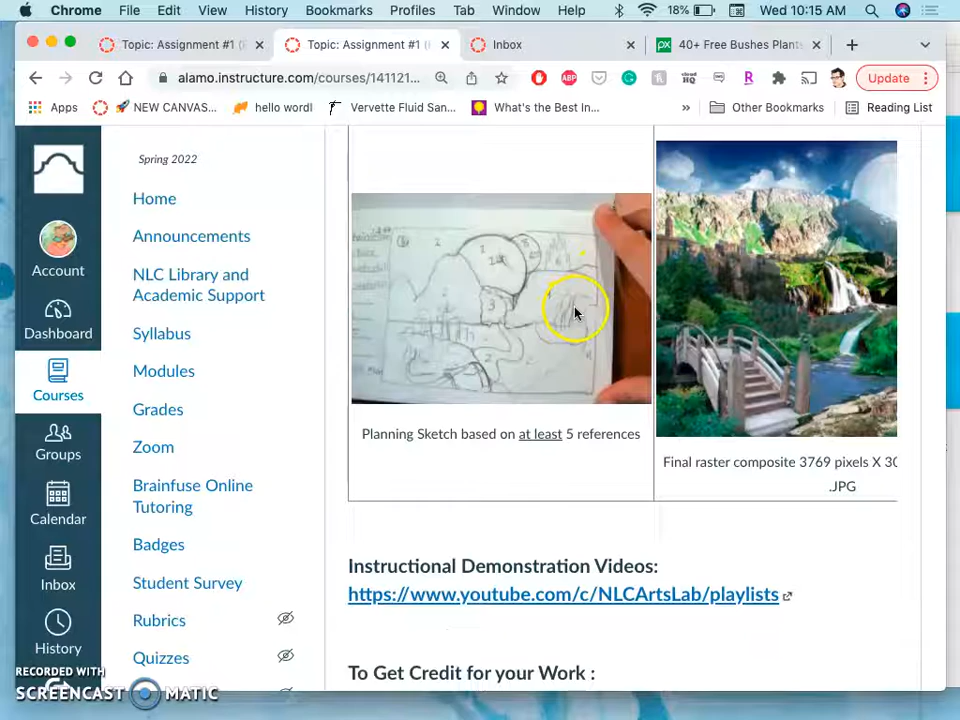 Chrome File Edit View History Bookmarks Profiles Tab Window Help 18% Wed 10:15 AM
Topic: Assignment #1 ( Topic: Assignment #1 ( Inbox 40+ Free Bushes Plants
alamo.instructure.com/courses/141121... Update
Apps NEW CANVAS... hello wordl Vervette Fluid San... What's the Best In... » Other Bookmarks Reading List
Spring 2022
Home
Announcements
NLC Library and
Academic Support
Syllabus
Modules
Grades
Zoom
Brainfuse Online
Tutoring
Badges
Student Survey
Rubrics
Quizzes
Account
Dashboard
Courses
Groups
Calendar
Inbox
History
Planning Sketch based on at least 5 references
Final raster composite 3769 pixels X 30
.JPG
Instructional Demonstration Videos:
https://www.youtube.com/c/NLCArtsLab/playlists
To Get Credit for your Work :
RECORDED WITH
SCREENCAST MATIC